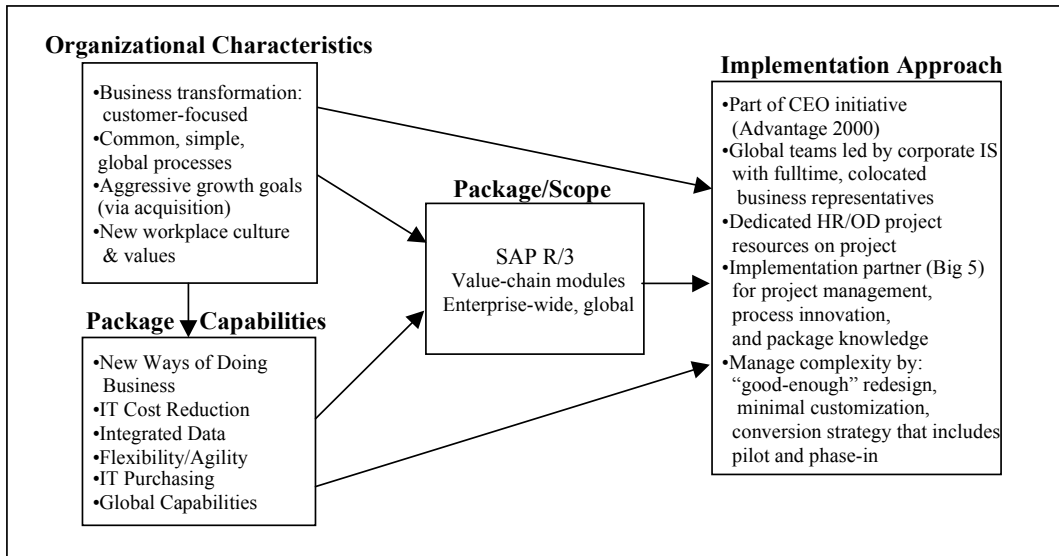 Organizational Characteristics
•Business transformation:
customer-focused
•Common, simple,
global processes
•Aggressive growth goals
(via acquisition)
•New workplace culture
& values
Package Capabilities
•New Ways of Doing
Business
•IT Cost Reduction
•Integrated Data
•Flexibility/Agility
•IT Purchasing
•Global Capabilities
Package/Scope
SAP R/3
Value-chain modules
Enterprise-wide, global
Implementation Approach
•Part of CEO initiative
(Advantage 2000)
•Global teams led by corporate IS
with fulltime, colocated
business representatives
•Dedicated HR/OD project
resources on project
•Implementation partner (Big 5)
for project management,
process innovation,
and package knowledge
•Manage complexity by:
“good-enough” redesign,
minimal customization,
conversion strategy that includes
pilot and phase-in